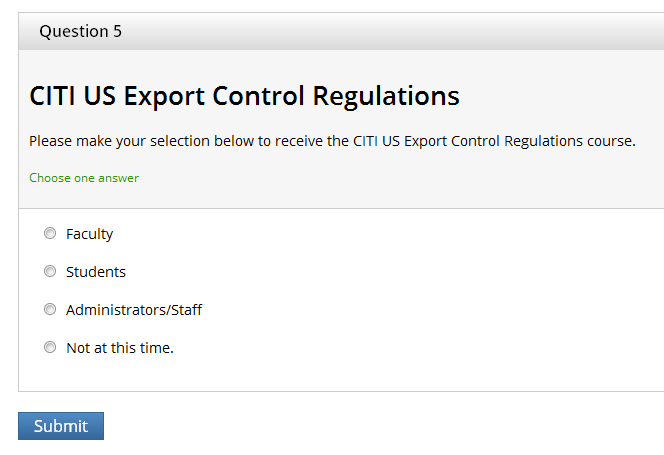 Question 5
CITI US Export Control Regulations
Please make your selection below to receive the CITI US Export Control Regulations course.
Choose one answer
Faculty
Students
Administrators/Staff
Not at this time.
Submit